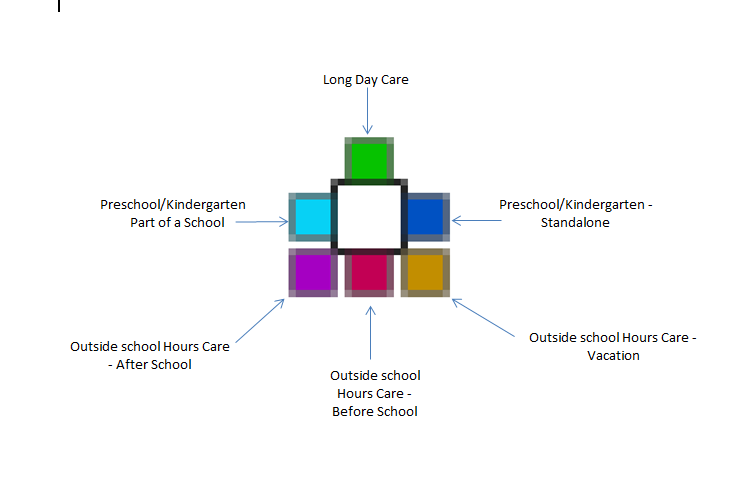 Long Day Care
Preschool/Kindergarten
Part of a School
Preschool/Kindergarten -
Standalone
Outside school Hours Care
- After School
Outside school
Hours Care -
Before School
Outside school Hours Care -
Vacation